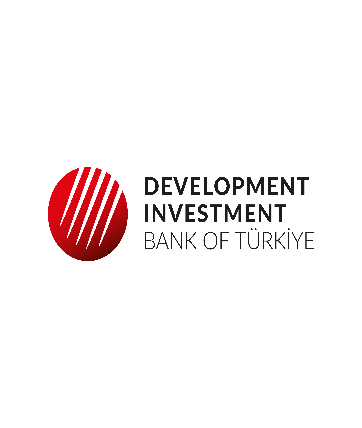 DEVELOPMENT
INVESTMENT
BANK OF TÜRKİYE